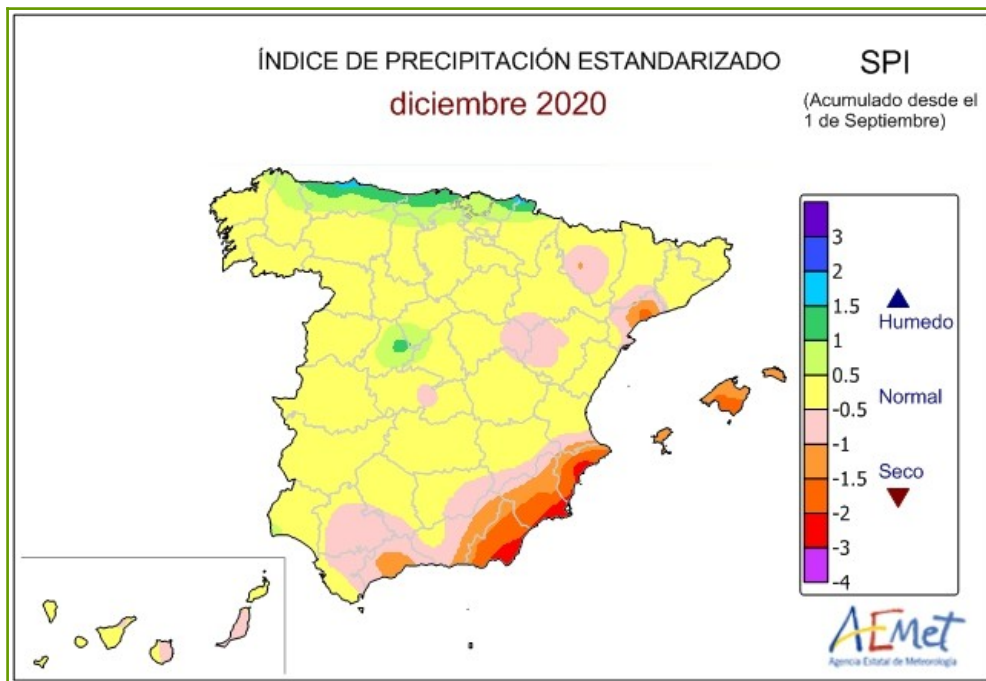 ÍNDICE DE PRECIPITACIÓN ESTANDARIZADO
diciembre 2020
SPI
(Acumulado desde el
1 de Septiembre)
3
2
1.5
1
0.5
-0.5
-1
-1.5
-2
-3
-4
Humedo
Normal
Seco
AEMet
Agencia Estatal de Meteorología